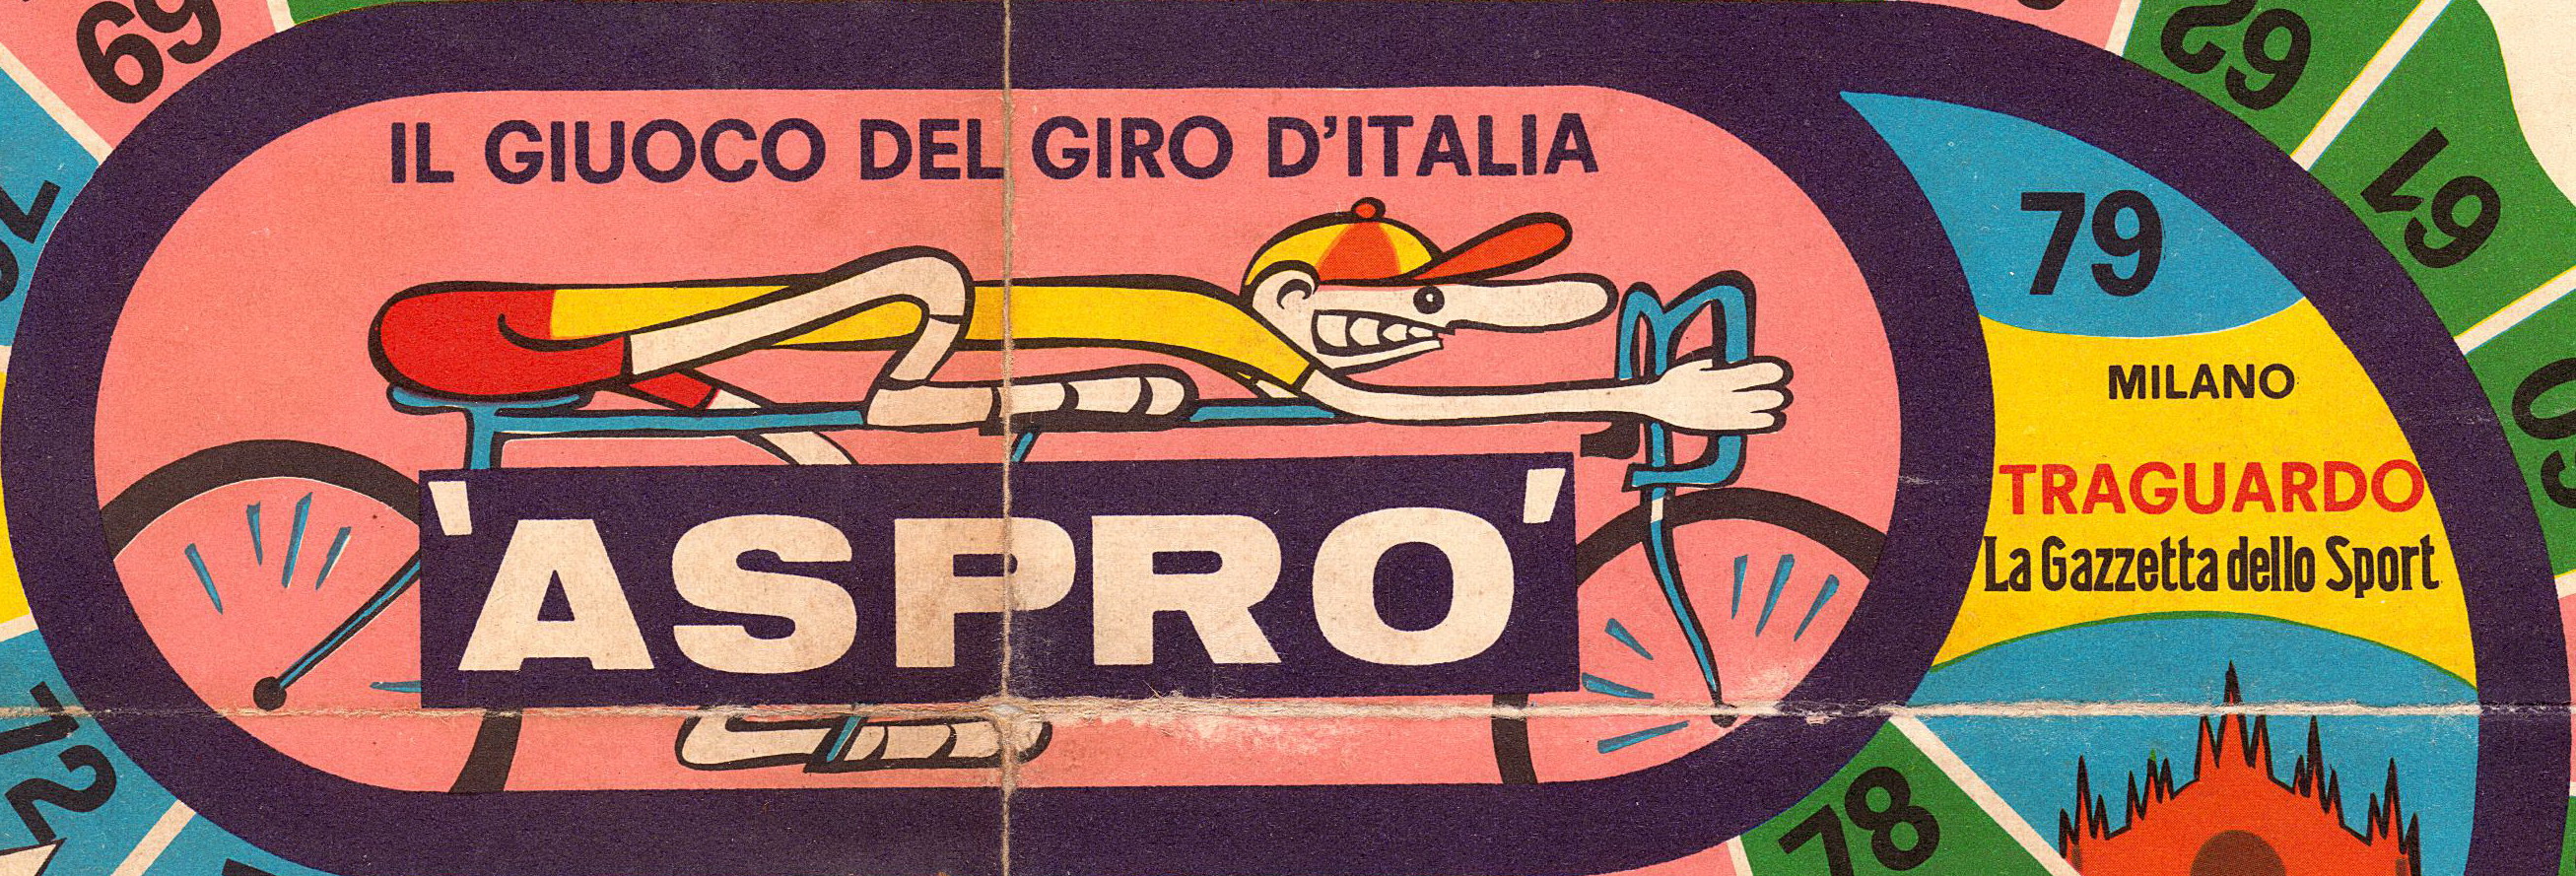 69
62
61
IL GIUOCO DEL GIRO D'ITALIA
79
MILANO
TRAGUARDO
La Gazzetta dello Sport
'ASPRO'
72
78